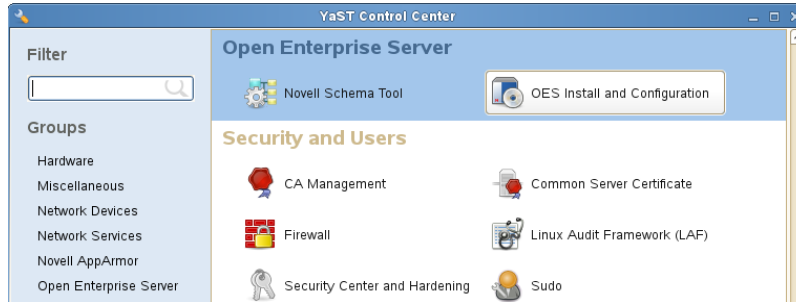 YaST Control Center
Filter
Groups
Hardware
Miscellaneous
Network Devices
Network Services
Novell AppArmor
Open Enterprise Server
Open Enterprise Server
Novell Schema Tool
OES Install and Configuration
Security and Users
CA Management
Common Server Certificate
Firewall
Linux Audit Framework (LAF)
Security Center and Hardening
Sudo